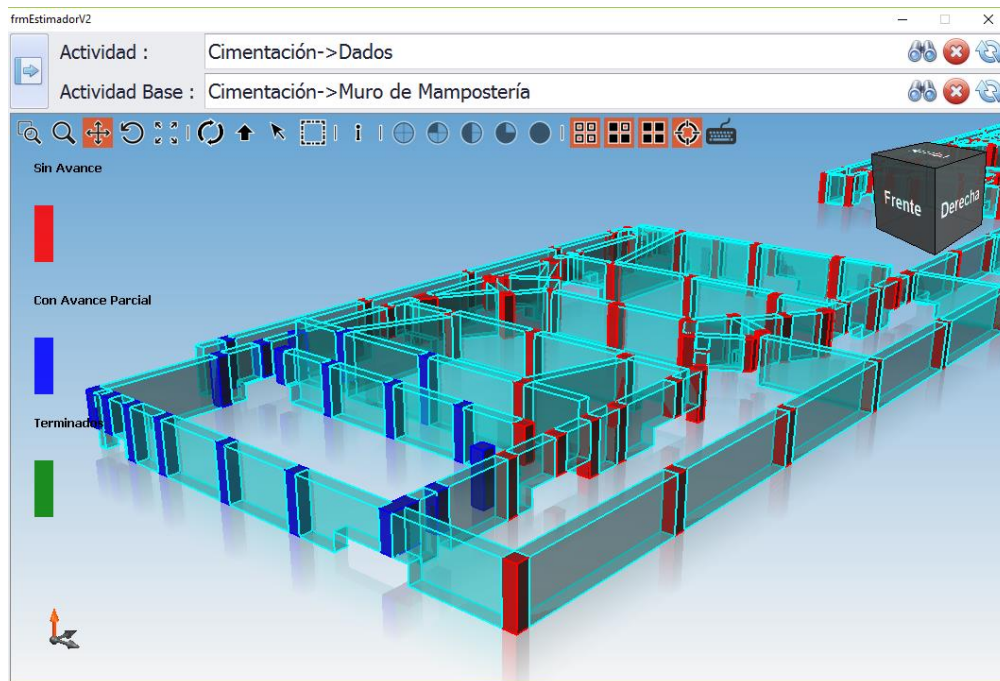 frmEstimadorV2
Actividad :
Cimentación->Dados
Actividad Base :
Cimentación->Muro de Mampostería
Sin Avance
Con Avance Parcial
Terminados
Frente
Derecha